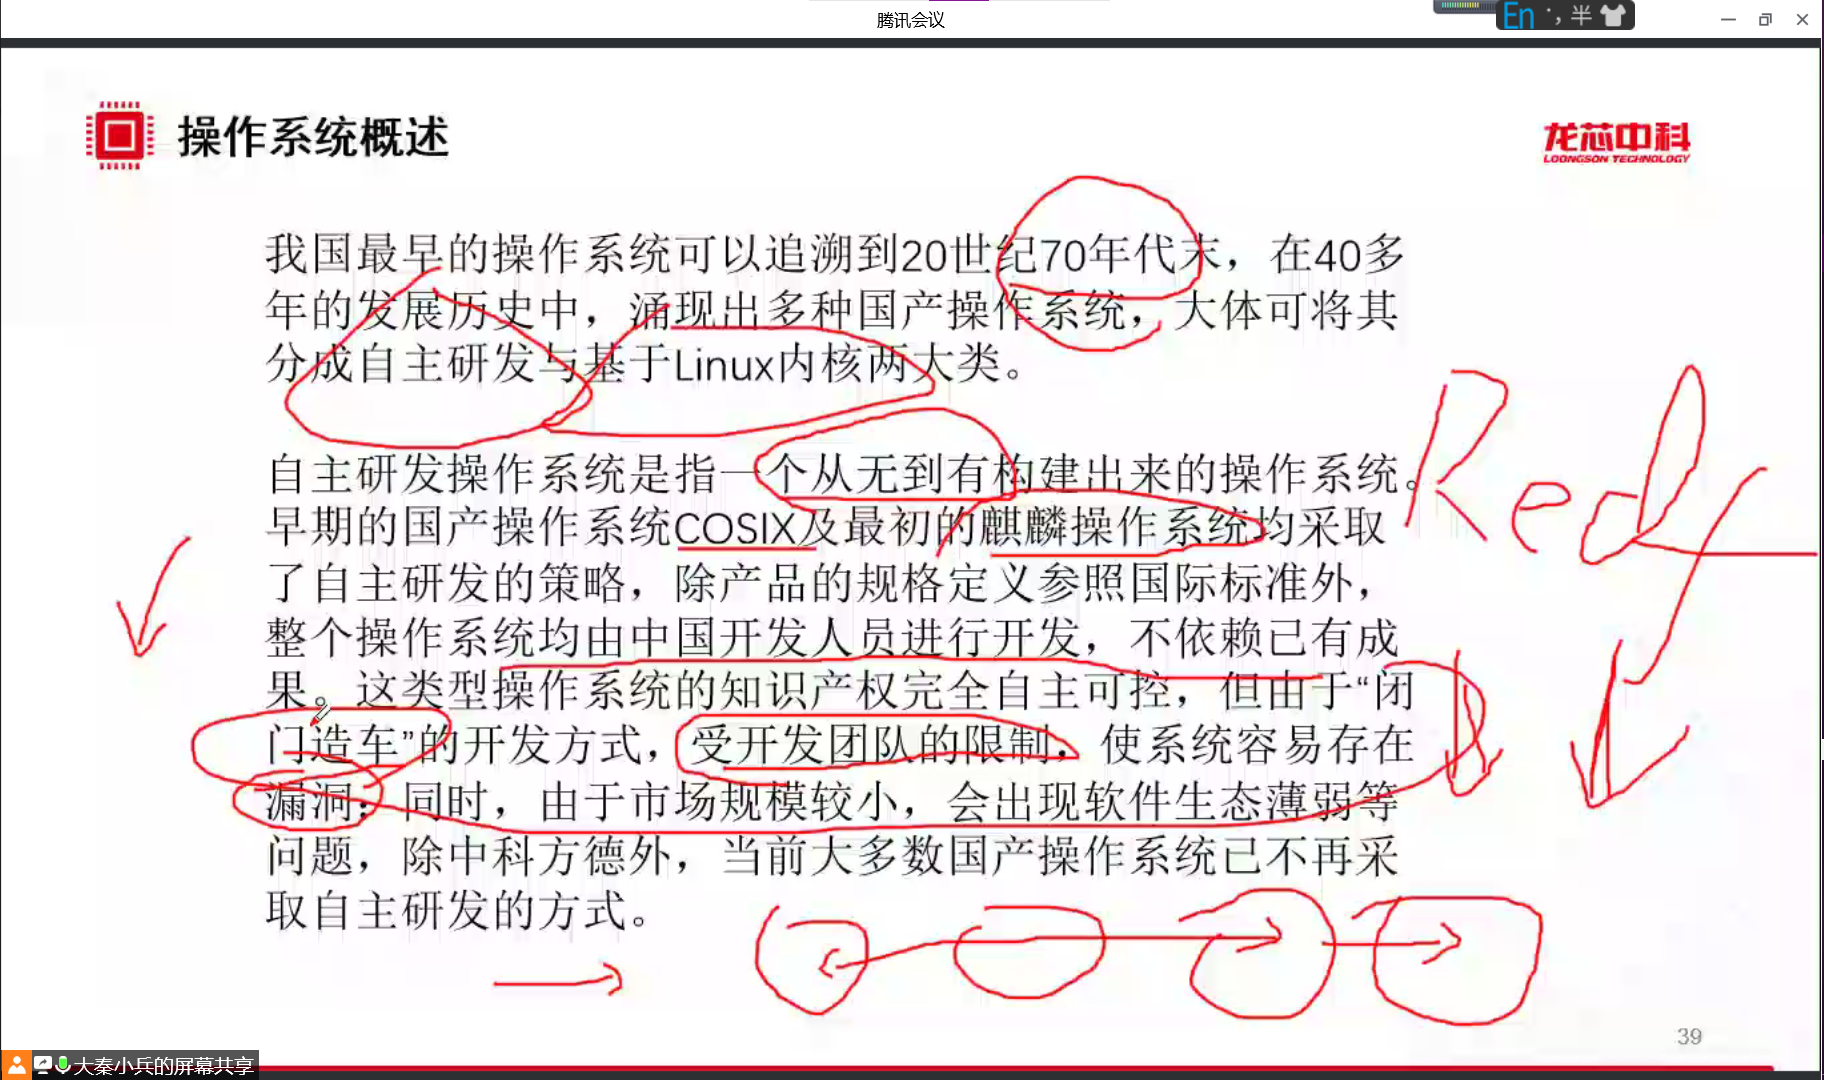 腾讯会议
En ·, 半
操作系统概述
龙芯中科
LOONGSON TECHNOLOGY
我国最早的操作系统可以追溯到20世纪70年代末，在40多
年的发展历史中，涌现出多种国产操作系统，大体可将其
分成自主研发与基于Linux内核两大类。
自主研发操作系统是指一个从无到有构建出来的操作系统。
早期的国产操作系统COSIX及最初的麒麟操作系统均采取
了自主研发的策略，除产品的规格定义参照国际标准外，
整个操作系统均由中国开发人员进行开发，不依赖已有成
果。这类型操作系统的知识产权完全自主可控，但由于“闭
门造车”的开发方式，受开发团队的限制，使系统容易存在
漏洞；同时，由于市场规模较小，会出现软件生态薄弱等
问题，除中科方德外，当前大多数国产操作系统已不再采
取自主研发的方式。
Red
39
大秦小兵的屏幕共享